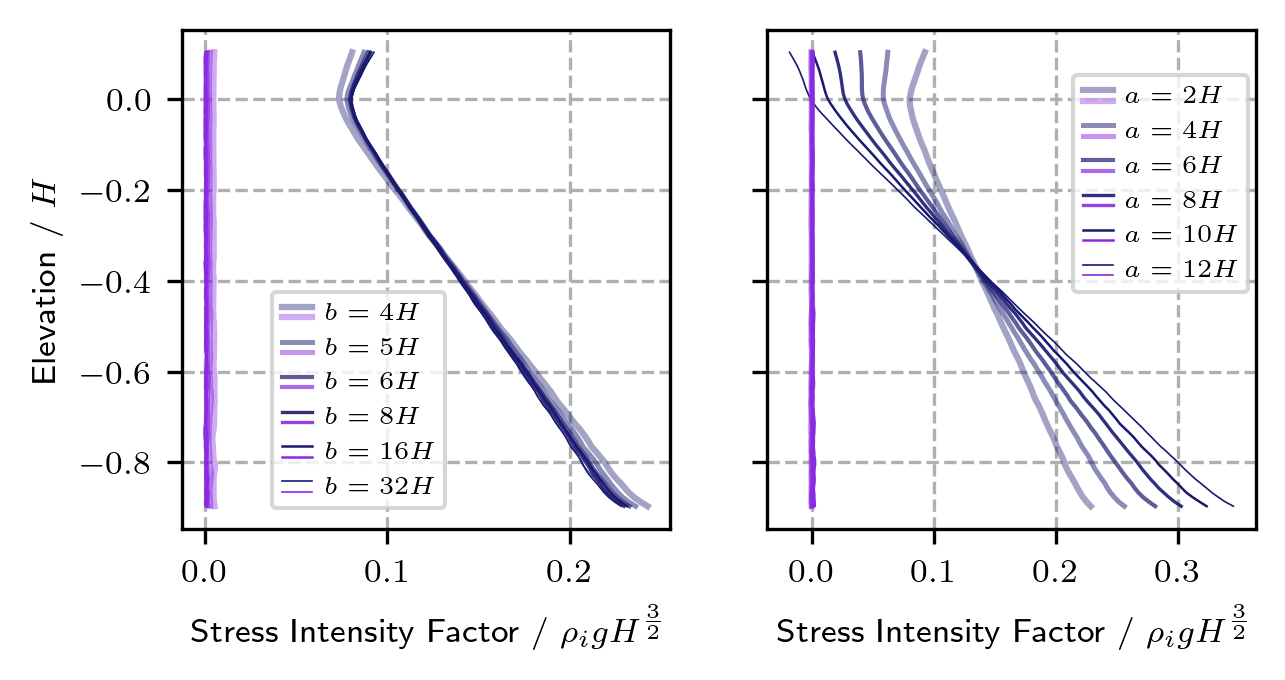 Elevation / H
0.0
−0.2
−0.4
−0.6
−0.8
b = 4H
b = 5H
b = 6H
b = 8H
b = 16H
b = 32H
0.0 0.1 0.2
Stress Intensity Factor / ρ_i g H^{3/2}
a = 2H
a = 4H
a = 6H
a = 8H
a = 10H
a = 12H
0.0 0.1 0.2 0.3
Stress Intensity Factor / ρ_i g H^{3/2}